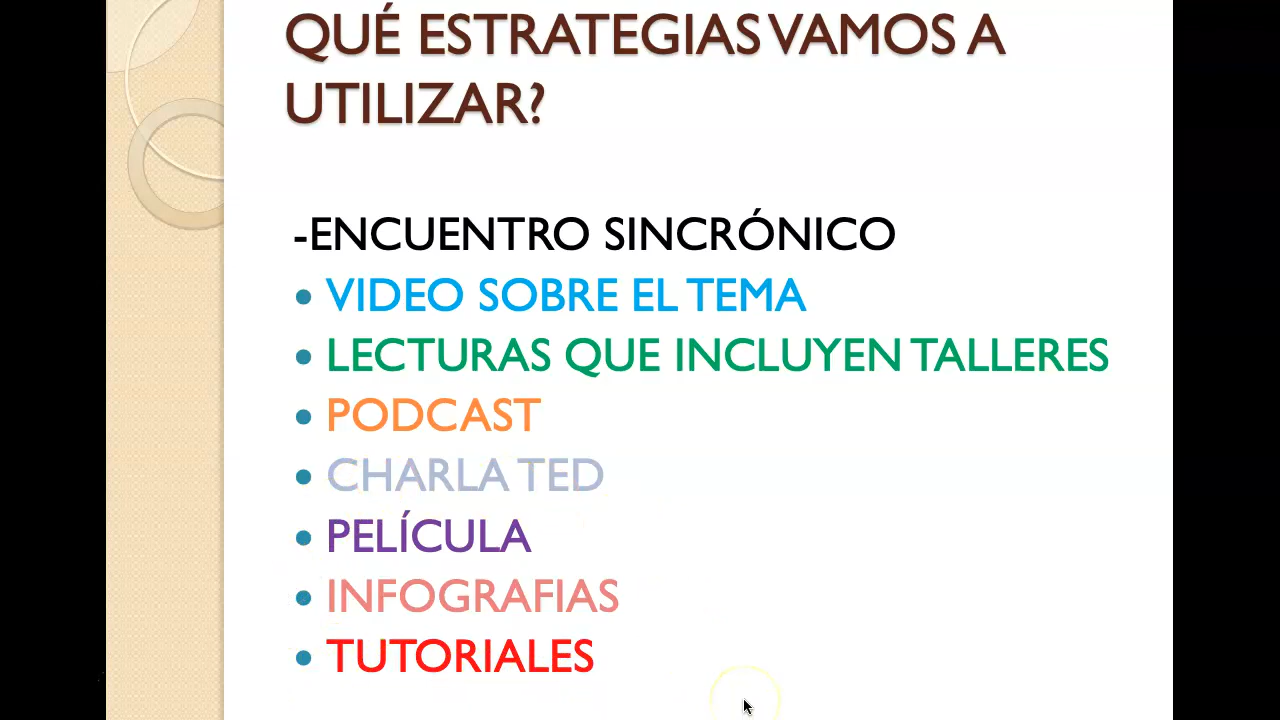 QUÉ ESTRATEGIAS VAMOS A
UTILIZAR?
-ENCUENTRO SINCRÓNICO
• VIDEO SOBRE EL TEMA
• LECTURAS QUE INCLUYEN TALLERES
• PODCAST
• CHARLA TED
• PELÍCULA
• INFOGRAFIAS
• TUTORIALES